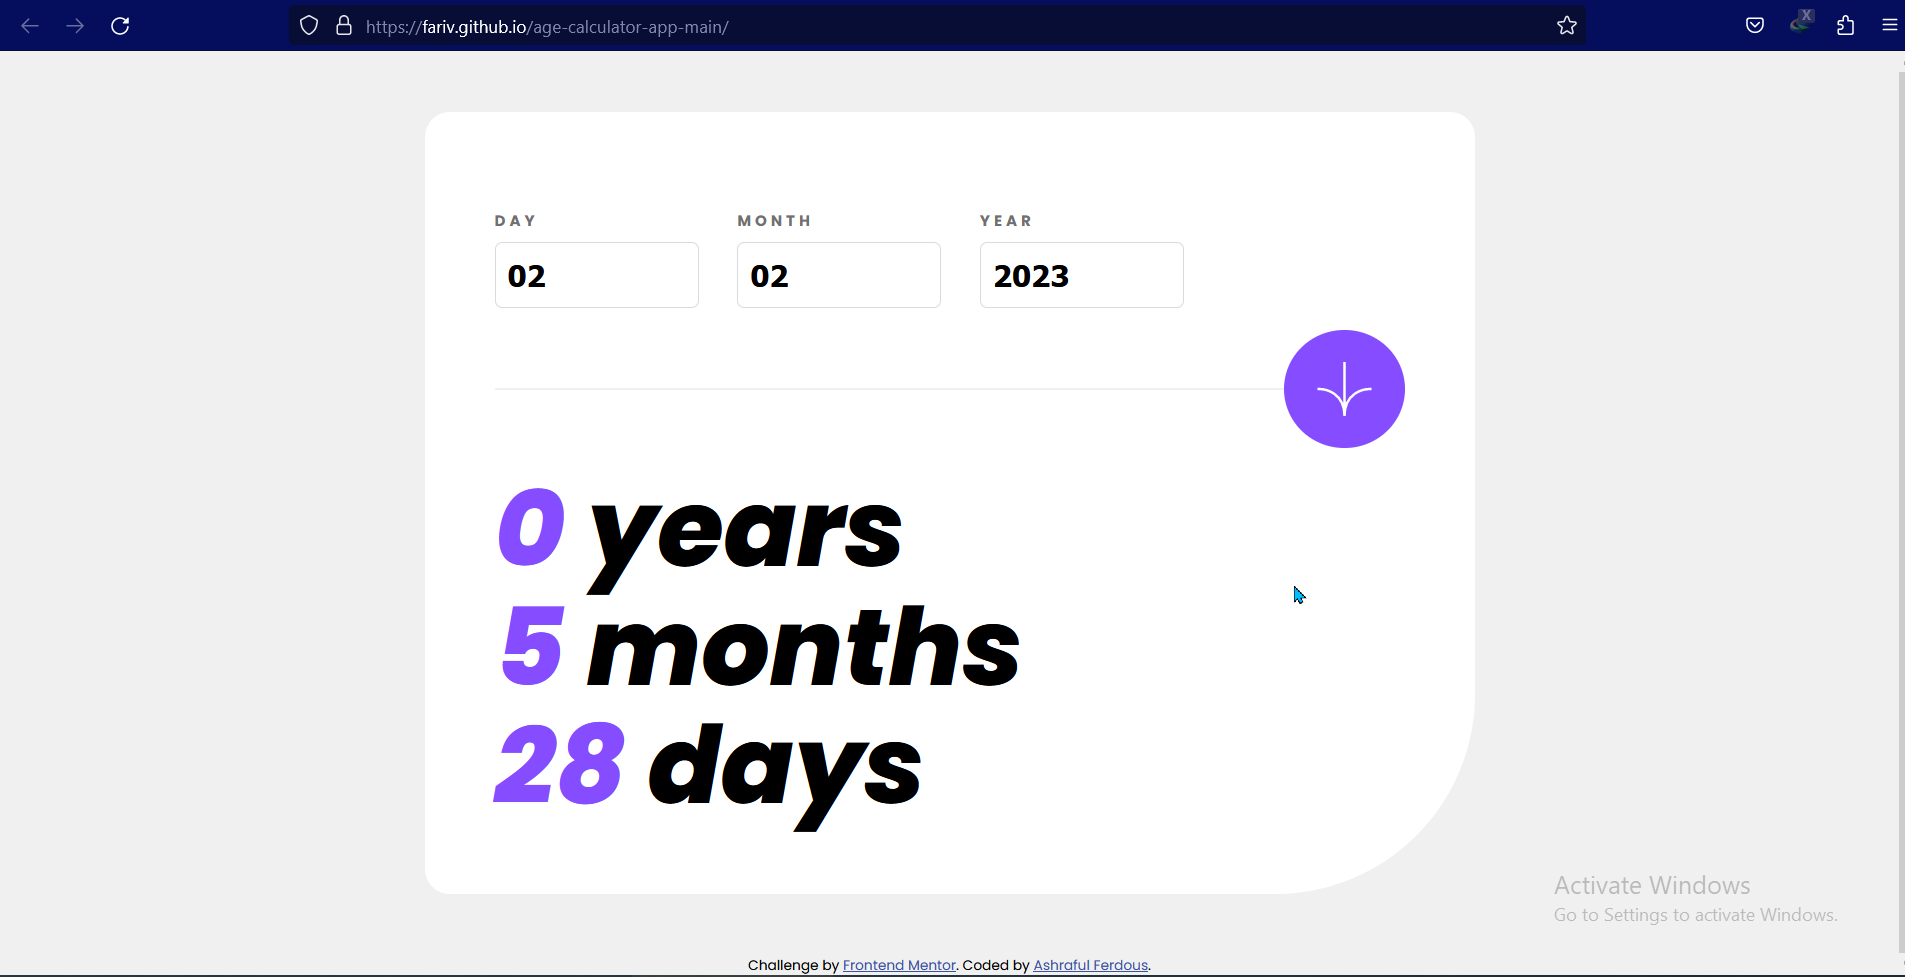 https://fariv.github.io/age-calculator-app-main/
X
DAY MONTH YEAR
02 02 2023
0 years
5 months
28 days
Activate Windows
Go to Settings to activate Windows.
Challenge by Frontend Mentor. Coded by Ashraful Ferdous.